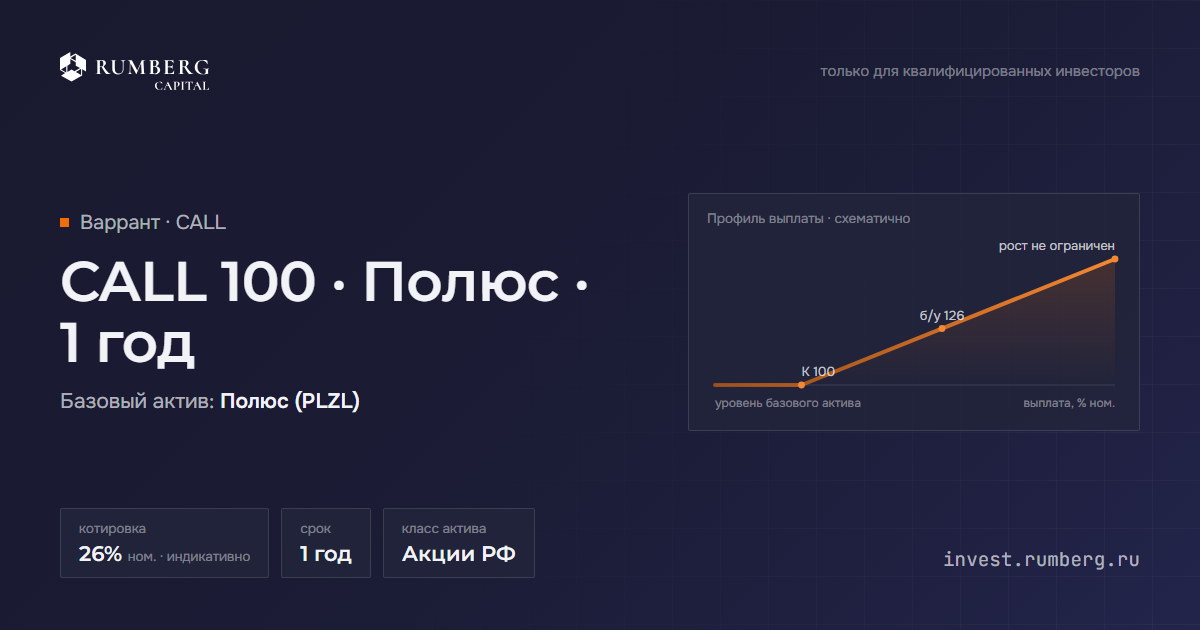 RUMBERG
CAPITAL
только для квалифицированных инвесторов
Варрант · CALL
CALL 100 · Полюс ·
1 год
Базовый актив: Полюс (PLZL)
Профиль выплаты · схематично
рост не ограничен
б/у 126
К 100
уровень базового актива
выплата, % ном.
котировка
26% ном. · индикативно
срок
1 год
класс актива
Акции РФ
invest.rumberg.ru